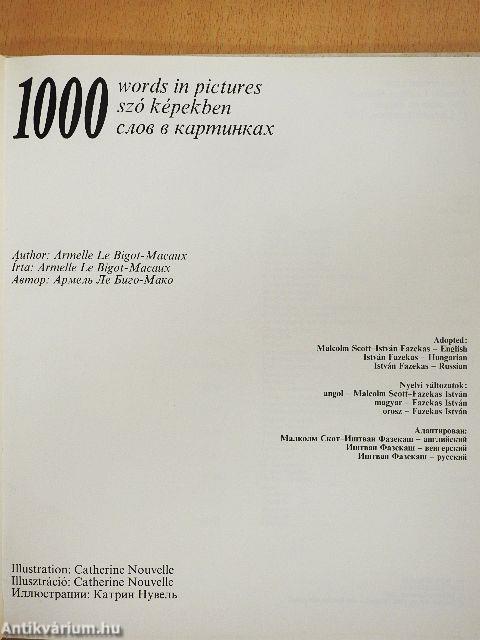 1000
words in pictures
szó képekben
слов в картинках
Author: Armelle Le Bigot-Macaux
Írta: Armelle Le Bigot-Macaux
Автор: Армель Ле Биго-Мако
Adopted:
Malcolm Scott-István Fazekas – English
István Fazekas – Hungarian
István Fazekas – Russian
Nyelvi változatok:
angol – Malcolm Scott-Fazekas István
magyar – Fazekas István
orosz – Fazekas István
Адаптирован:
Малколм Скот-Иштван Фазекаш – английский
Иштван Фазекаш – венгерский
Иштван Фазекаш – русский
Illustration: Catherine Nouvelle
Illusztráció: Catherine Nouvelle
Иллюстрации: Катрин Нувель
Antikvárium.hu